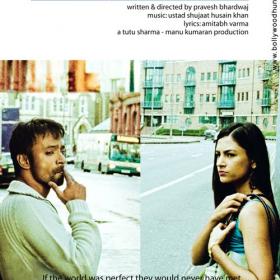 written & directed by pravesh bhardwaj
music: ustad shujaat husain khan
lyrics: amitabh varma
a tutu sharma - manu kumaran production
www.bollywoodhun
If the world was perfect they would never have met